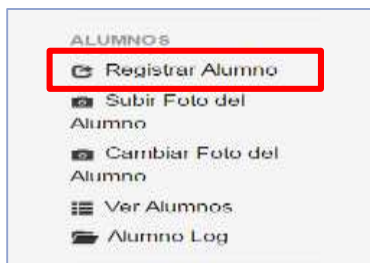 ALUMNOS
Registrar Alumno
Subir Foto del
Alumno
Cambiar Foto del
Alumno
Ver Alumnos
Alumno Log